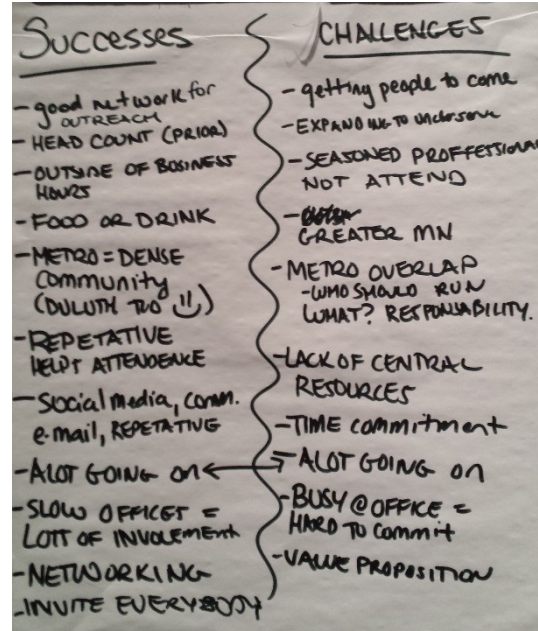 Successes
- good network for
OUTREACH
- HEAD COUNT (PRIOR)
- OUTSIDE OF BUSINESS
HOURS
- FOOD OR DRINK
- METRO = DENSE
Community
(DULUTH TOO !! )
- REPETATIVE
HELPS ATTENDENCE
- Social media, comm.
e-mail, REPETATIVE
- ALOT GOING on
- SLOW OFFICES =
LOTT OF INVOLEMENT
- NETWORKING
- INVITE EVERYBODY
CHALLENGES
- getting people to come
- EXPANDING to underserve
- SEASONED PROFFESSIONAL
NOT ATTEND
- GREATER MN
- METRO OVERLAP
- WHO SHOULD RUN
WHAT? RESPONSABILITY.
- LACK OF CENTRAL
RESOURCES
- TIME commitment
- ALOT GOING on
- BUSY @ OFFICE =
HARD TO COMMIT
- VALUE PROPOSITION